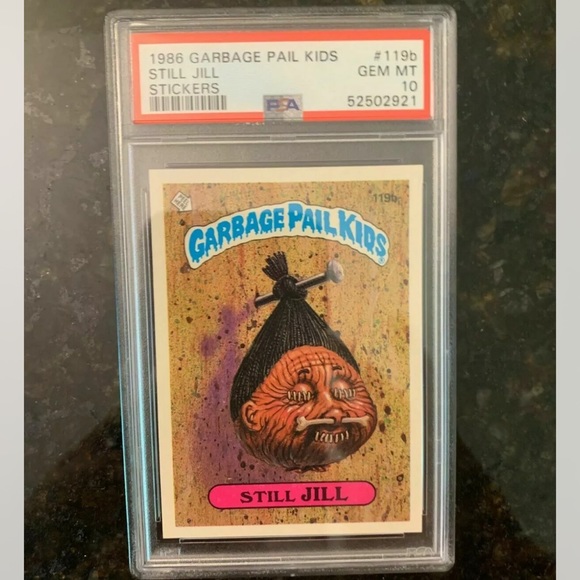 1986 GARBAGE PAIL KIDS #119b
STILL JILL GEM MT
STICKERS 10
PSA 52502921
119b
GARBAGE PAIL KIDS
STILL JILL